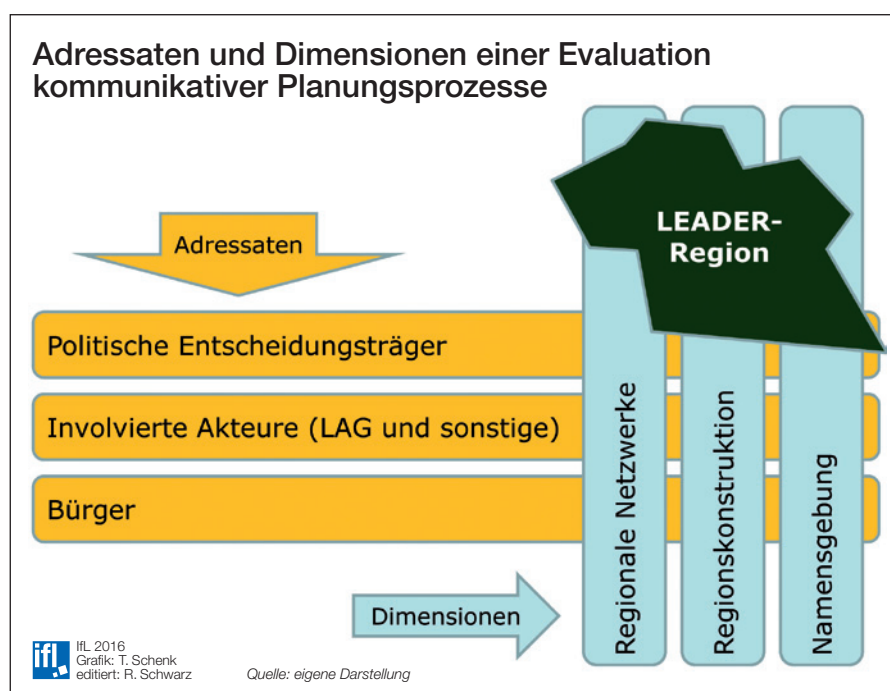 Adressaten und Dimensionen einer Evaluation
kommunikativer Planungsprozesse
Adressaten
LEADER-
Region
Politische Entscheidungsträger
Involvierte Akteure (LAG und sonstige)
Bürger
Regionale Netzwerke
Regionskonstruktion
Namensgebung
Dimensionen
ifl
IfL 2016
Grafik: T. Schenk
editiert: R. Schwarz
Quelle: eigene Darstellung